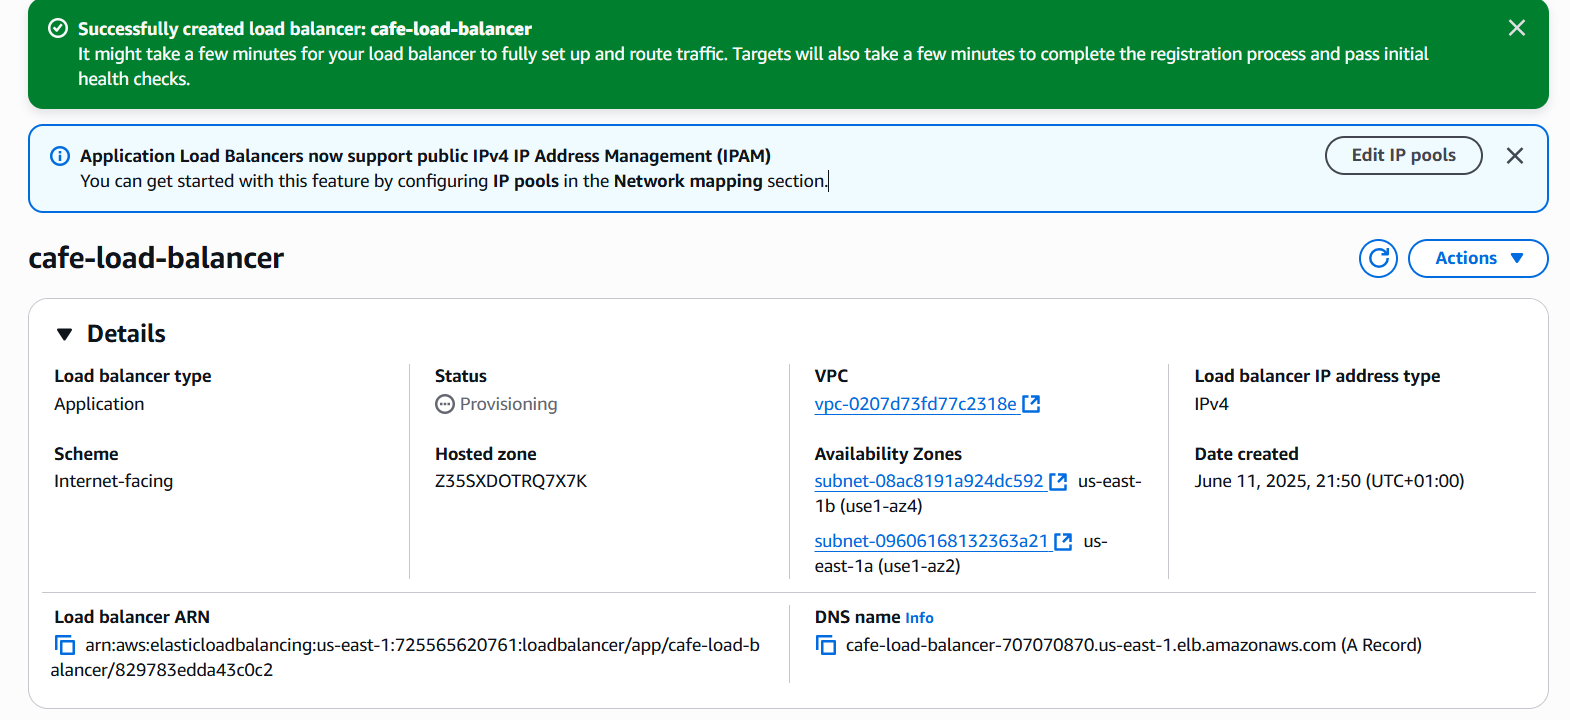 Successfully created load balancer: cafe-load-balancer
It might take a few minutes for your load balancer to fully set up and route traffic. Targets will also take a few minutes to complete the registration process and pass initial
health checks.
Application Load Balancers now support public IPv4 IP Address Management (IPAM)
You can get started with this feature by configuring IP pools in the Network mapping section.
Edit IP pools
cafe-load-balancer
Actions
Details
Load balancer type
Application
Status
Provisioning
VPC
vpc-0207d73fd77c2318e
Load balancer IP address type
IPv4
Scheme
Internet-facing
Hosted zone
Z35SXDOTRQ7X7K
Availability Zones
subnet-08ac8191a924dc592 us-east-
1b (use1-az4)
subnet-09606168132363a21 us-
east-1a (use1-az2)
Date created
June 11, 2025, 21:50 (UTC+01:00)
Load balancer ARN
arn:aws:elasticloadbalancing:us-east-1:725565620761:loadbalancer/app/cafe-load-b
alancer/829783edda43c0c2
DNS name Info
cafe-load-balancer-707070870.us-east-1.elb.amazonaws.com (A Record)